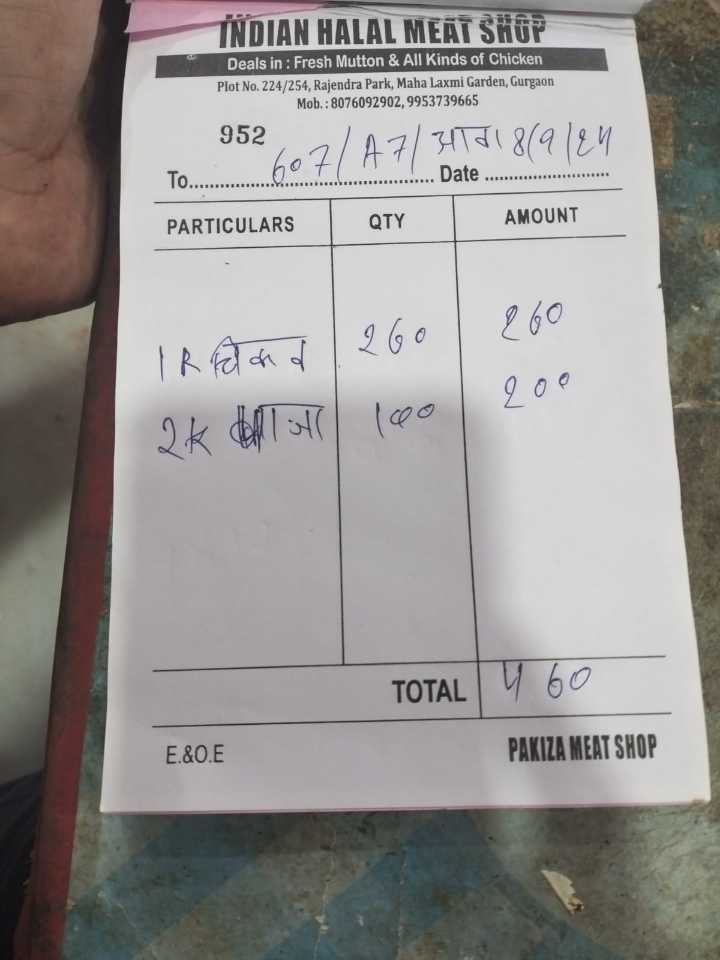 INDIAN HALAL MEAT SHOP
Deals in : Fresh Mutton & All Kinds of Chicken
Plot No. 224/254, Rajendra Park, Maha Laxmi Garden, Gurgaon
Mob. : 8076092902, 9953739665
952
To 607/A7/ Date 8/9/24
PARTICULARS QTY AMOUNT
1K चिकन 260 260
2K 100 200
TOTAL 460
E.&O.E PAKIZA MEAT SHOP